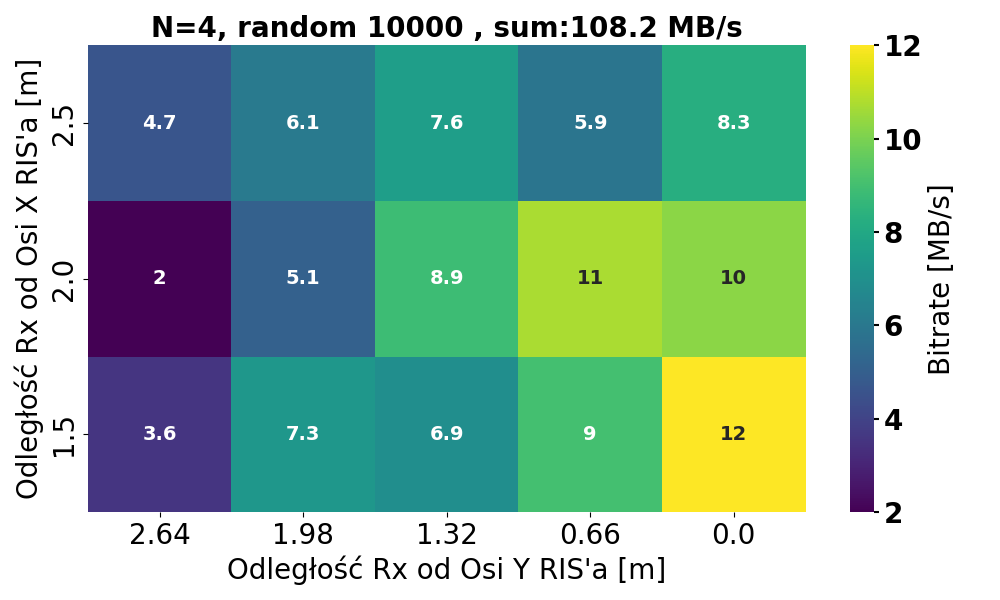 N=4, random 10000 , sum:108.2 MB/s
Odległość Rx od Osi X RIS'a [m]
2.5
4.7 6.1 7.6 5.9 8.3
2.0
2 5.1 8.9 11 10
1.5
3.6 7.3 6.9 9 12
2.64 1.98 1.32 0.66 0.0
Odległość Rx od Osi Y RIS'a [m]
12
10
8
6
4
2
Bitrate [MB/s]